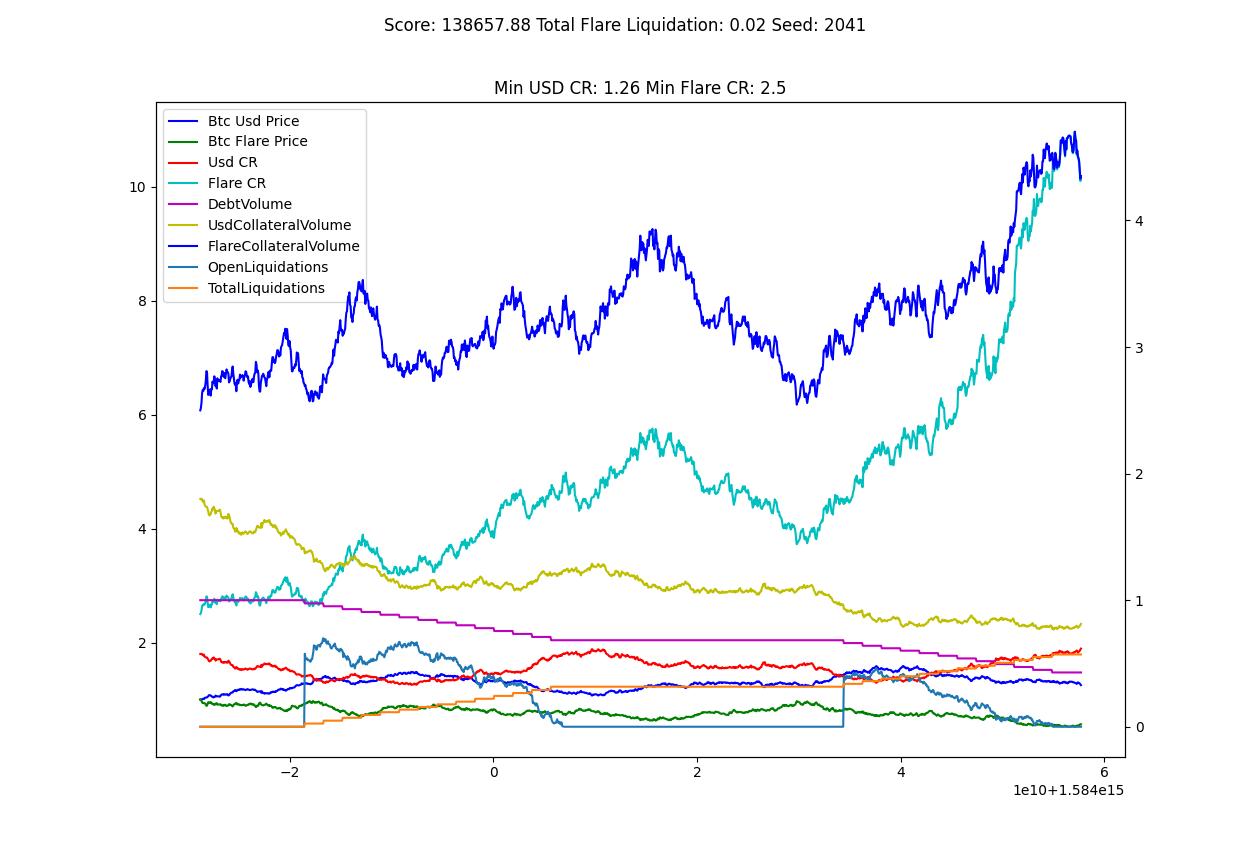 Score: 138657.88 Total Flare Liquidation: 0.02 Seed: 2041
Min USD CR: 1.26 Min Flare CR: 2.5
Btc Usd Price
Btc Flare Price
Usd CR
Flare CR
DebtVolume
UsdCollateralVolume
FlareCollateralVolume
OpenLiquidations
TotalLiquidations
10
8
6
4
2
4
3
2
1
0
−2
0
2
4
6
1e10+1.584e15